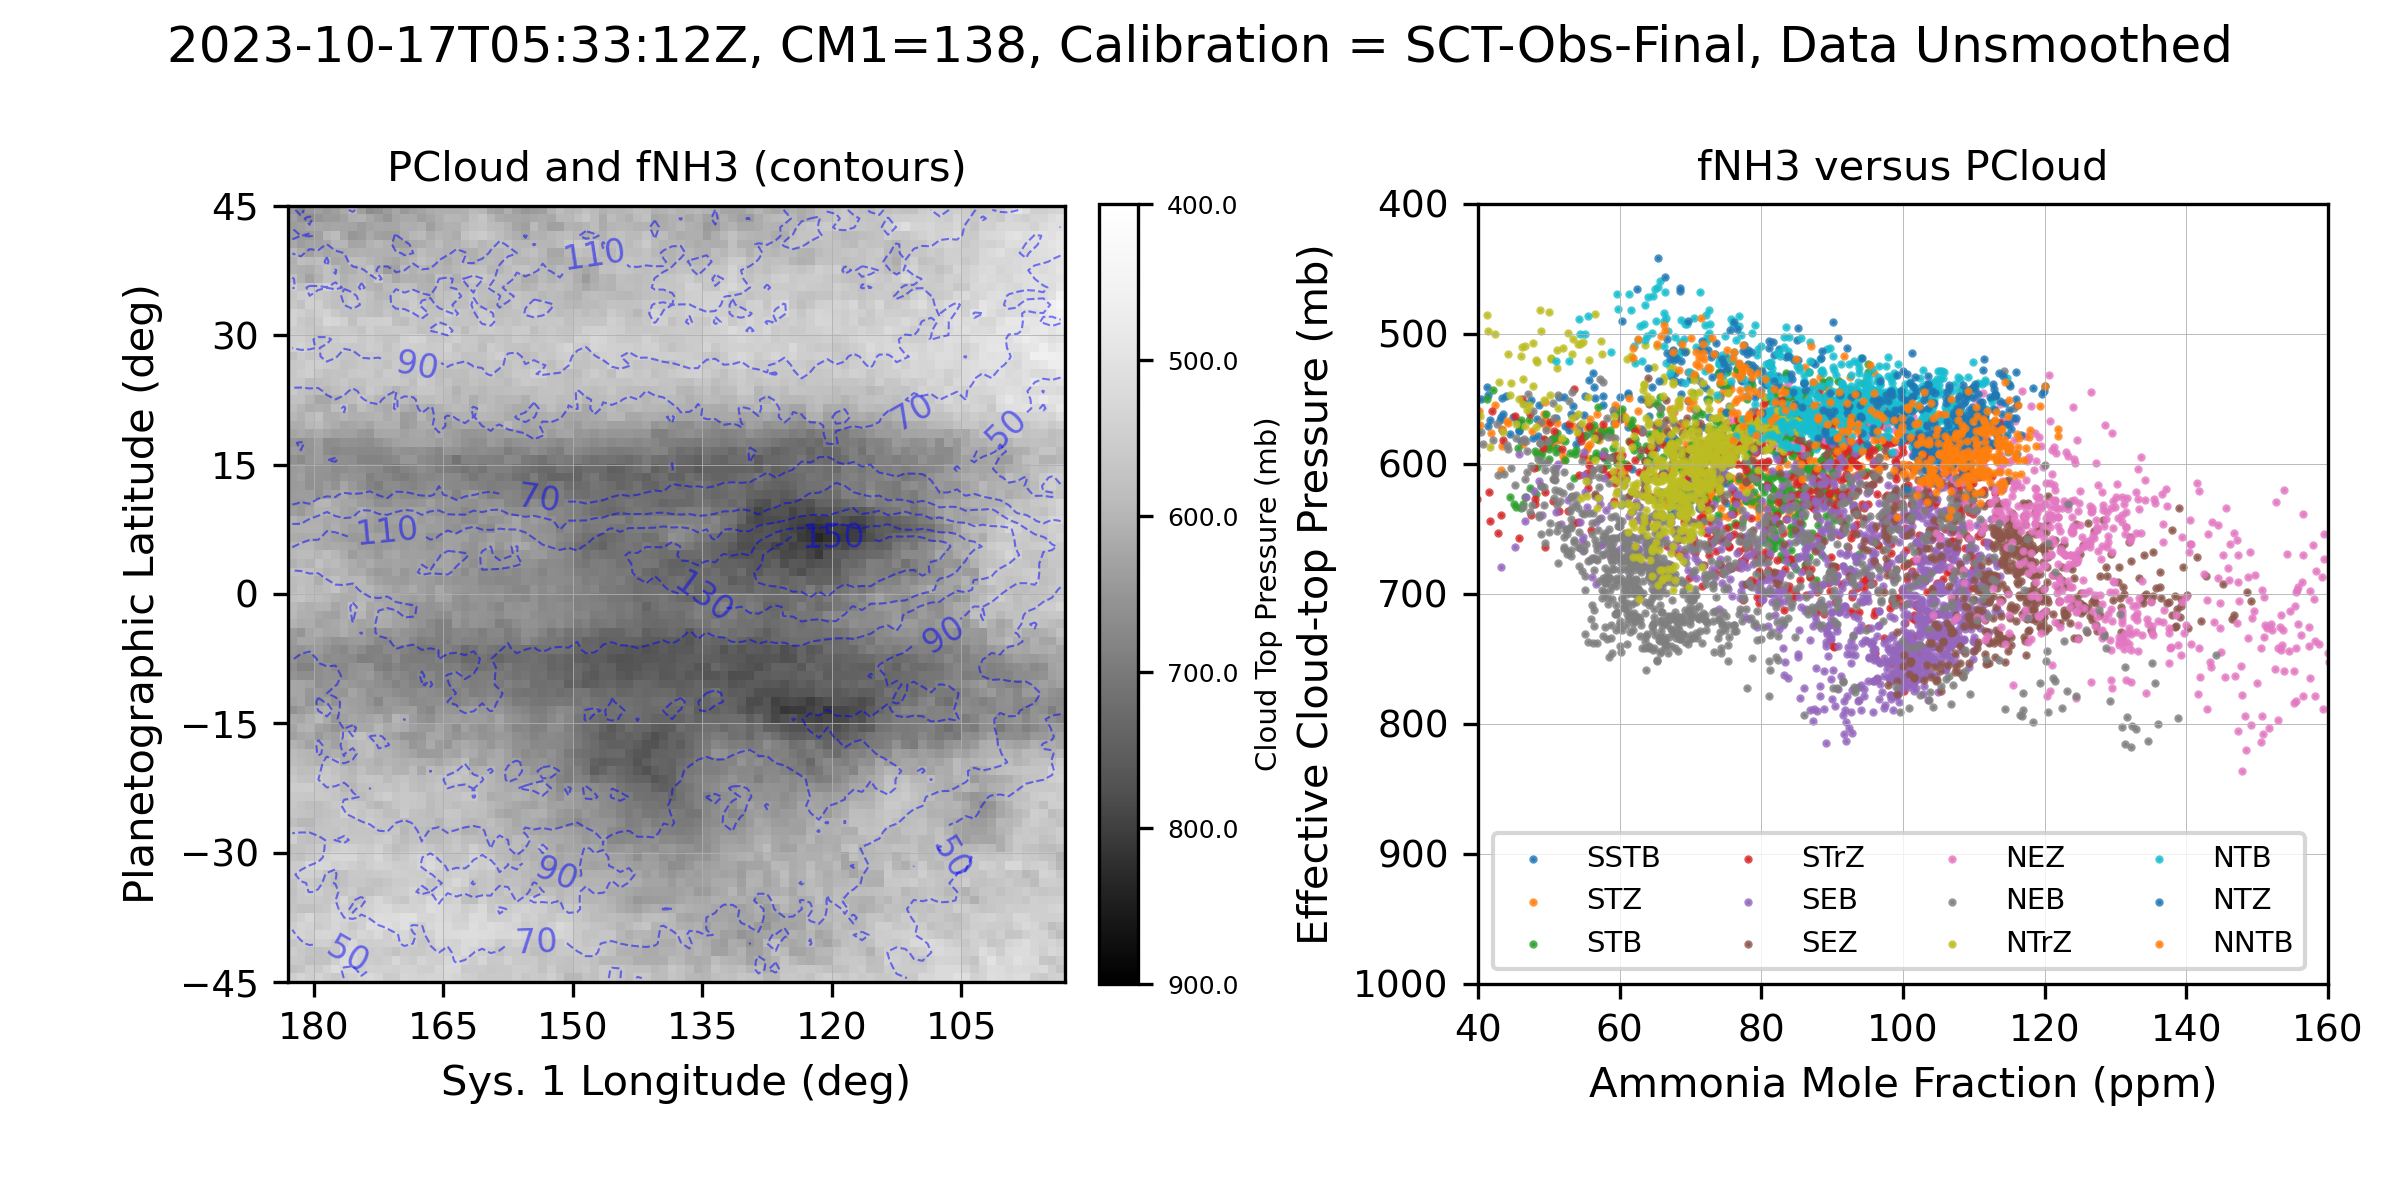 2023-10-17T05:33:12Z, CM1=138, Calibration = SCT-Obs-Final, Data Unsmoothed
PCloud and fNH3 (contours)
Planetographic Latitude (deg)
45
30
15
0
−15
−30
−45
180
165
150
135
120
105
Sys. 1 Longitude (deg)
110
90
70
50
70
110
150
130
90
90
50
50
70
400.0
500.0
600.0
700.0
800.0
900.0
Cloud Top Pressure (mb)
fNH3 versus PCloud
Effective Cloud-top Pressure (mb)
400
500
600
700
800
900
1000
40
60
80
100
120
140
160
Ammonia Mole Fraction (ppm)
SSTB
STZ
STB
STrZ
SEB
SEZ
NEZ
NEB
NTrZ
NTB
NTZ
NNTB